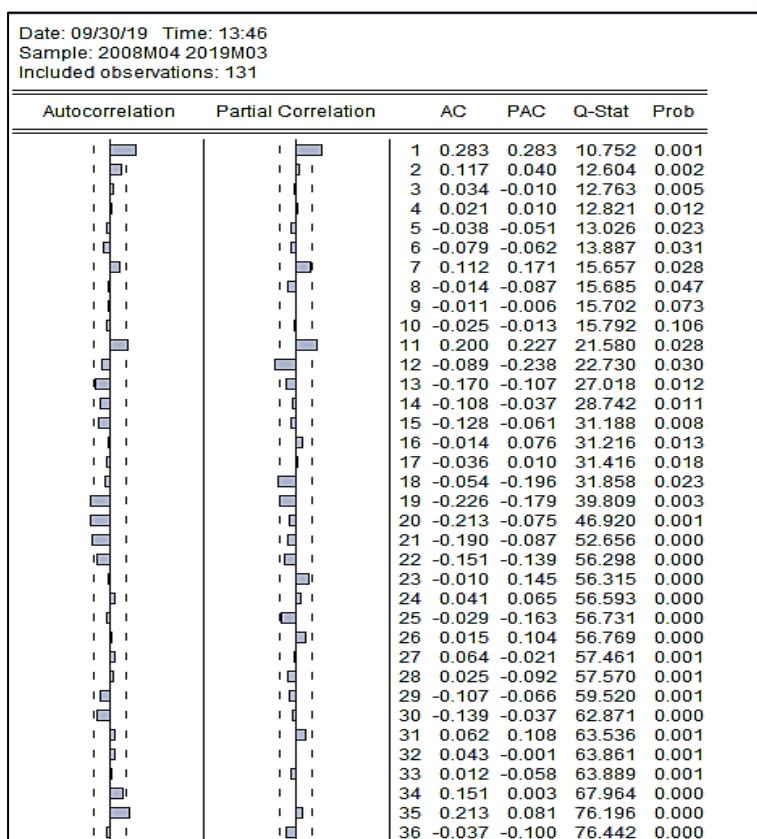 Date: 09/30/19 Time: 13:46
Sample: 2008M04 2019M03
Included observations: 131
Autocorrelation Partial Correlation AC PAC Q-Stat Prob
1 0.283 0.283 10.752 0.001
2 0.117 0.040 12.604 0.002
3 0.034 -0.010 12.763 0.005
4 0.021 0.010 12.821 0.012
5 -0.038 -0.051 13.026 0.023
6 -0.079 -0.062 13.887 0.031
7 0.112 0.171 15.657 0.028
8 -0.014 -0.087 15.685 0.047
9 -0.011 -0.006 15.702 0.073
10 -0.025 -0.013 15.792 0.106
11 0.200 0.227 21.580 0.028
12 -0.089 -0.238 22.730 0.030
13 -0.170 -0.107 27.018 0.012
14 -0.108 -0.037 28.742 0.011
15 -0.128 -0.061 31.188 0.008
16 -0.014 0.076 31.216 0.013
17 -0.036 0.010 31.416 0.018
18 -0.054 -0.196 31.858 0.023
19 -0.226 -0.179 39.809 0.003
20 -0.213 -0.075 46.920 0.001
21 -0.190 -0.087 52.656 0.000
22 -0.151 -0.139 56.298 0.000
23 -0.010 0.145 56.315 0.000
24 0.041 0.065 56.593 0.000
25 -0.029 -0.163 56.731 0.000
26 0.015 0.104 56.769 0.000
27 0.064 -0.021 57.461 0.001
28 0.025 -0.092 57.570 0.001
29 -0.107 -0.066 59.520 0.001
30 -0.139 -0.037 62.871 0.000
31 0.062 0.108 63.536 0.001
32 0.043 -0.001 63.861 0.001
33 0.012 -0.058 63.889 0.001
34 0.151 0.003 67.964 0.000
35 0.213 0.081 76.196 0.000
36 -0.037 -0.100 76.442 0.000